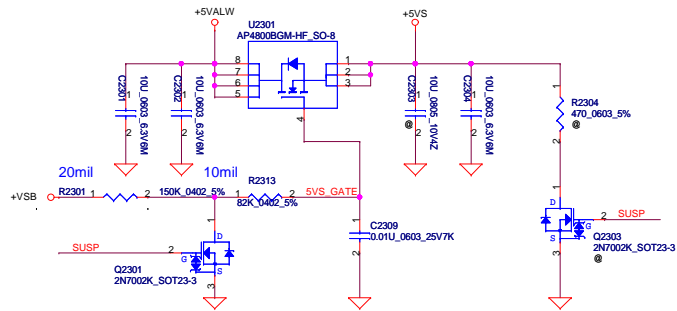 +5VALW
+5VS
U2301
AP4800BGM-HF_SO-8
8
7
6
5
1
2
3
4
C2301
10U_0603_6.3V6M
1
2
C2302
10U_0603_6.3V6M
1
2
C2303
10U_0805_10V4Z
@
1
2
C2304
10U_0603_6.3V6M
1
2
R2304
470_0603_5%
@
1
2
20mil
10mil
+VSB
R2301
1
2
150K_0402_5%
R2313
1
2
82K_0402_5%
5VS_GATE
C2309
0.01U_0603_25V7K
1
2
SUSP
2
G
1
D
S
3
Q2301
2N7002K_SOT23-3
SUSP
2
G
1
D
S
3
Q2303
2N7002K_SOT23-3
@